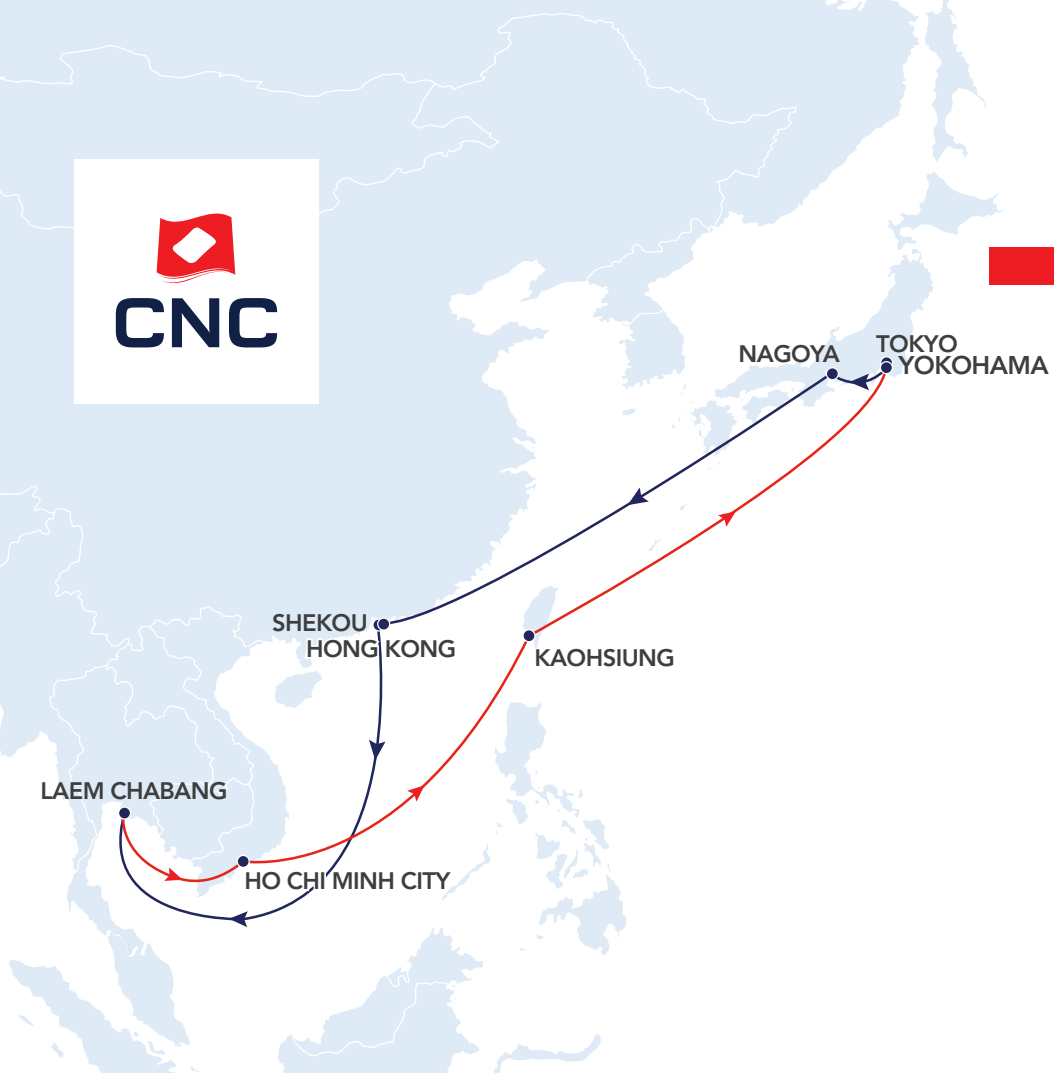 CNC
TOKYO
NAGOYA
YOKOHAMA
SHEKOU
HONG KONG
KAOHSIUNG
LAEM CHABANG
HO CHI MINH CITY